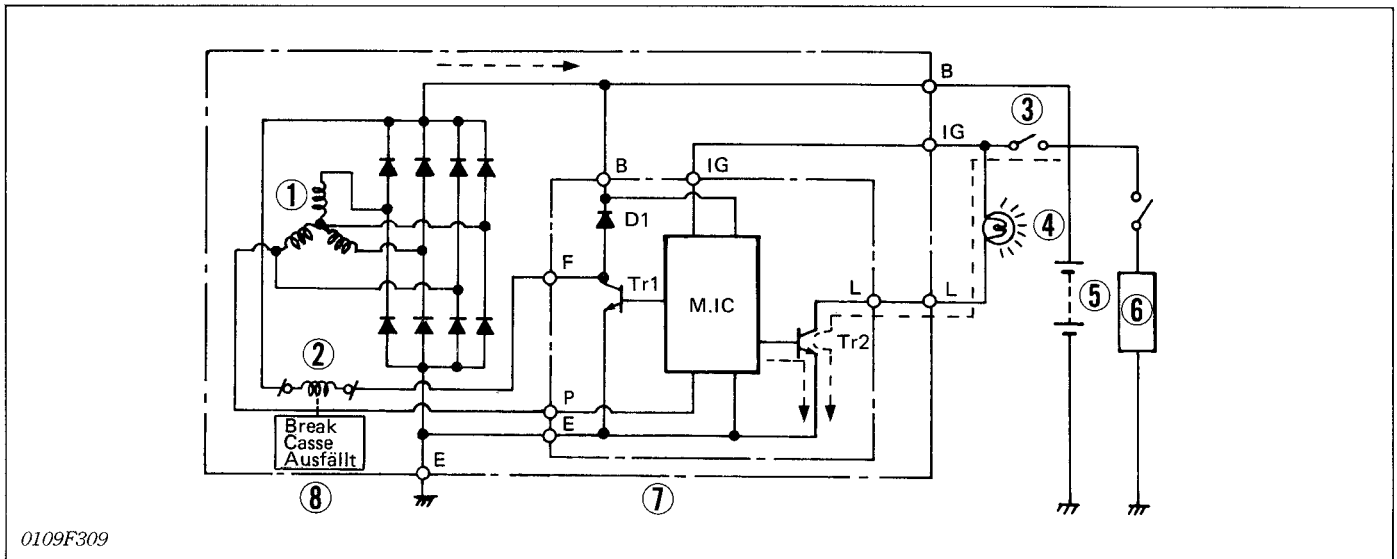 B
③
IG
B
IG
①
D1
④
F
Tr1
M.IC
L
L
⑤
⑥
Tr2
②
P
E
Break
Casse
Ausfällt
E
⑧
⑦
0109F309